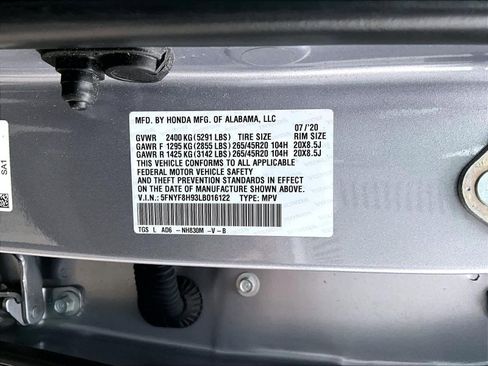 MFD. BY HONDA MFG. OF ALABAMA, LLC
07/'20
GVWR 2400 KG (5291 LBS) TIRE SIZE RIM SIZE
GAWR F 1295 KG (2855 LBS) 265/45R20 104H 20X8.5J
GAWR R 1425 KG (3142 LBS) 265/45R20 104H 20X8.5J
THIS VEHICLE CONFORMS TO ALL APPLICABLE
FEDERAL MOTOR VEHICLE SAFETY
AND THEFT PREVENTION STANDARDS IN EFFECT
ON THE DATE OF MANUFACTURE SHOWN ABOVE.
V.I.N.: 5FNYF8H93LB016122 TYPE: MPV
TGS L AD6 -NH830M -V-B
SA1